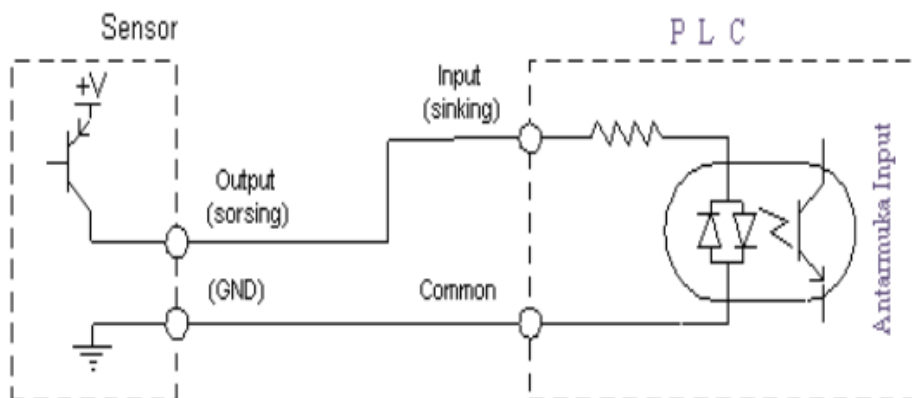 Sensor
P L C
+V
Input
(sinking)
Output
(sorsing)
(GND)
Common
Antarmuka Input